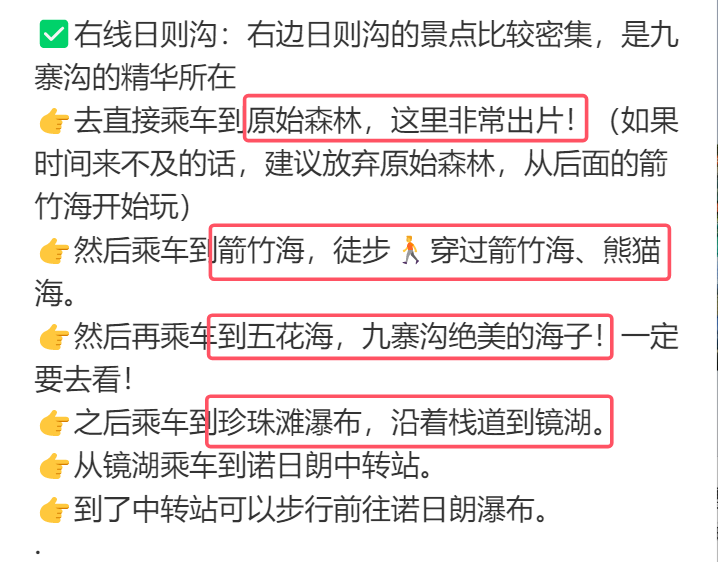 ✅右线日则沟：右边日则沟的景点比较密集，是九
寨沟的精华所在
👉去直接乘车到原始森林，这里非常出片！（如果
时间来不及的话，建议放弃原始森林，从后面的箭
竹海开始玩）
👉然后乘车到箭竹海，徒步🚶穿过箭竹海、熊猫
海。
👉然后再乘车到五花海，九寨沟绝美的海子！一定
要去看！
👉之后乘车到珍珠滩瀑布，沿着栈道到镜湖。
👉从镜湖乘车到诺日朗中转站。
👉到了中转站可以步行前往诺日朗瀑布。
.